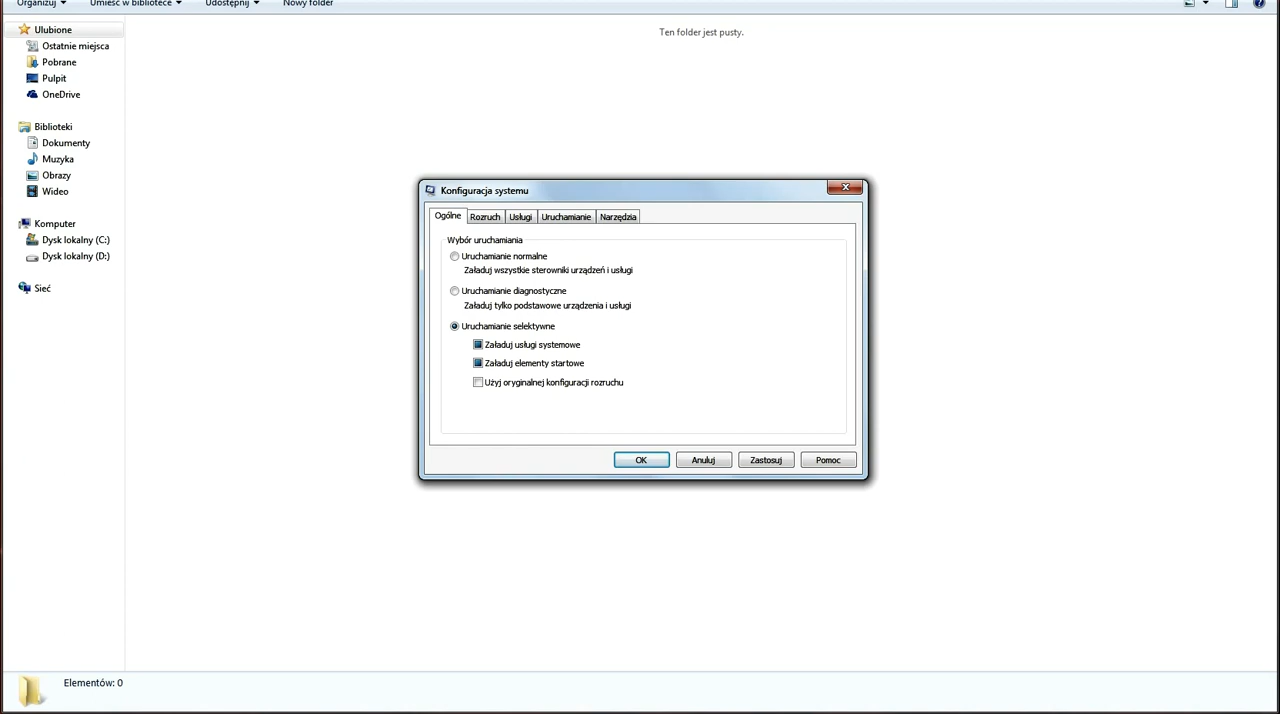 Organizuj
Umieść w bibliotece
Udostępnij
Nowy folder
Ulubione
Ostatnie miejsca
Pobrane
Pulpit
OneDrive
Biblioteki
Dokumenty
Muzyka
Obrazy
Wideo
Komputer
Dysk lokalny (C:)
Dysk lokalny (D:)
Sieć
Ten folder jest pusty.
Konfiguracja systemu
Ogólne
Rozruch
Usługi
Uruchamianie
Narzędzia
Wybór uruchamiania
Uruchamianie normalne
Załaduj wszystkie sterowniki urządzeń i usługi
Uruchamianie diagnostyczne
Załaduj tylko podstawowe urządzenia i usługi
Uruchamianie selektywne
Załaduj usługi systemowe
Załaduj elementy startowe
Użyj oryginalnej konfiguracji rozruchu
OK
Anuluj
Zastosuj
Pomoc
Elementów: 0